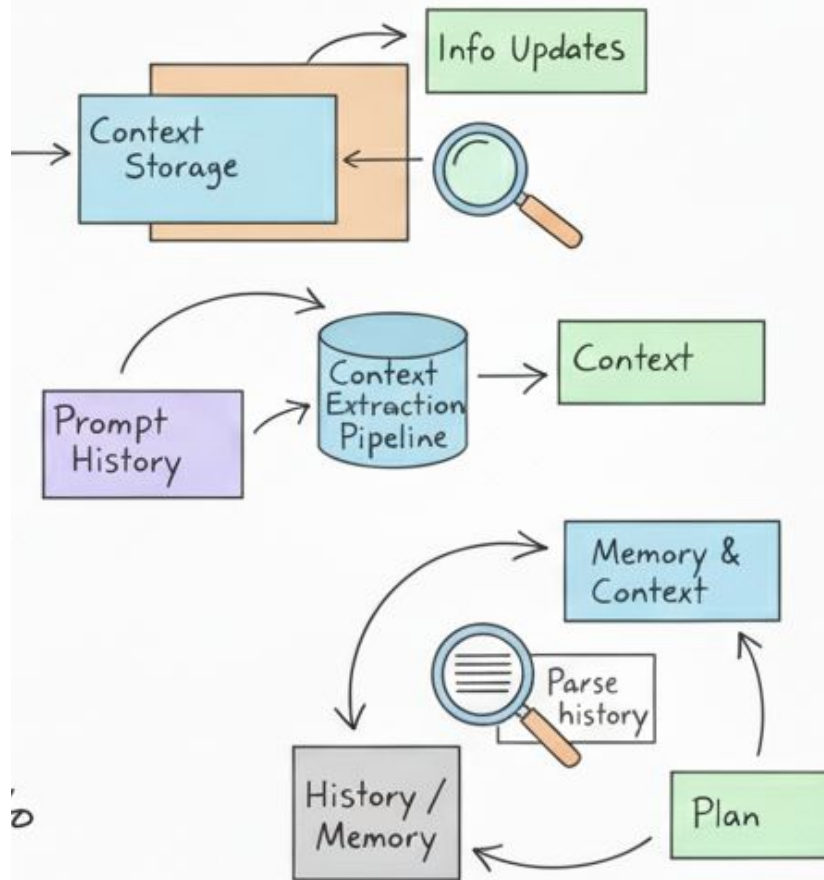 Info Updates
Context
Storage
Context
Extraction
Pipeline
Context
Prompt
History
Memory &
Context
Parse
history
History /
Memory
Plan